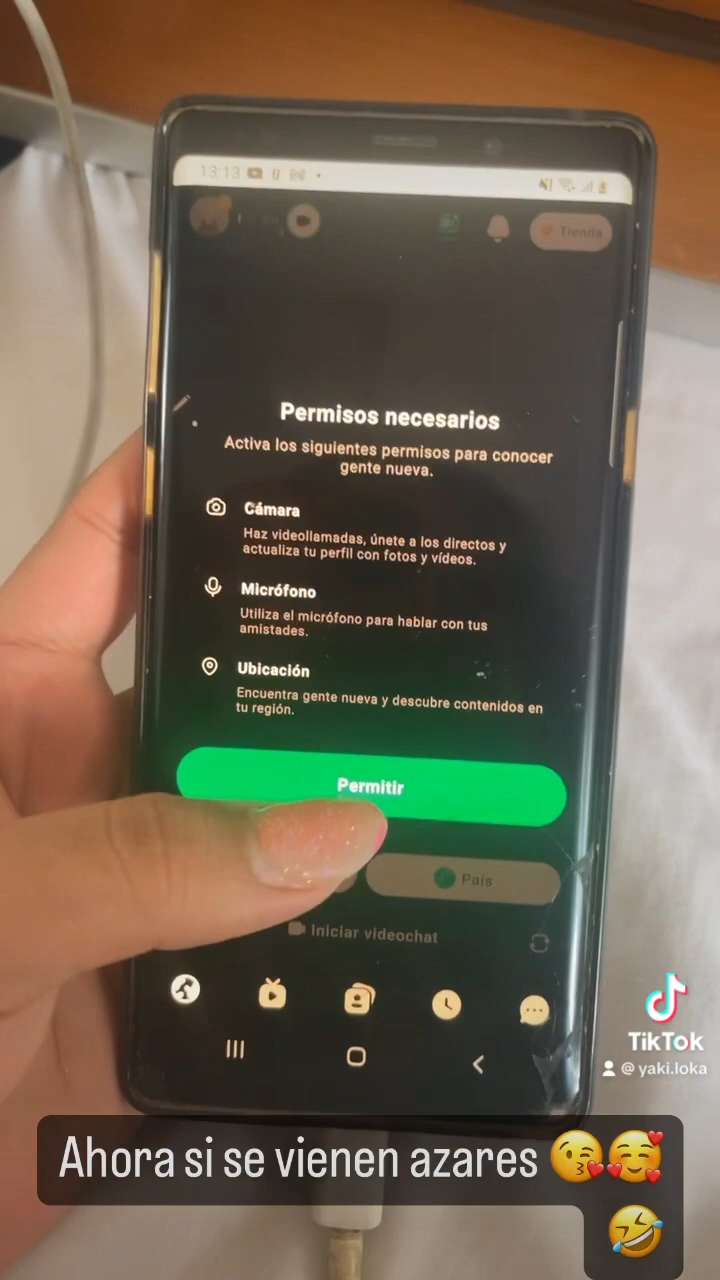 13:13
Tienda
Permisos necesarios
Activa los siguientes permisos para conocer
gente nueva.
Cámara
Haz videollamadas, únete a los directos y
actualiza tu perfil con fotos y vídeos.
Micrófono
Utiliza el micrófono para hablar con tus
amistades.
Ubicación
Encuentra gente nueva y descubre contenidos en
tu región.
Permitir
País
Iniciar videochat
TikTok
@yaki.loka
Ahora si se vienen azares 😘🥰
🤣